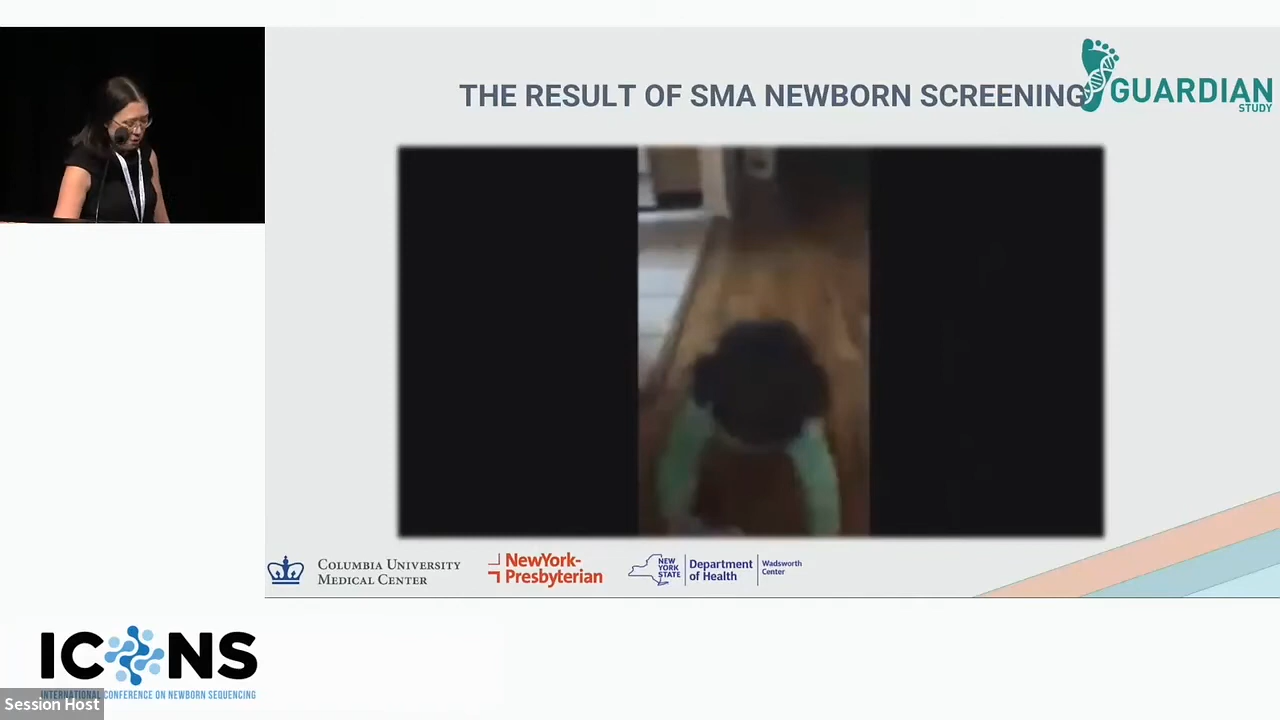 THE RESULT OF SMA NEWBORN SCREENING
GUARDIAN
STUDY
COLUMBIA UNIVERSITY
MEDICAL CENTER
NewYork-
Presbyterian
NEW
YORK
STATE
Department
of Health
Wadsworth
Center
ICONS
INTERNATIONAL CONFERENCE ON NEWBORN SEQUENCING
Session Host